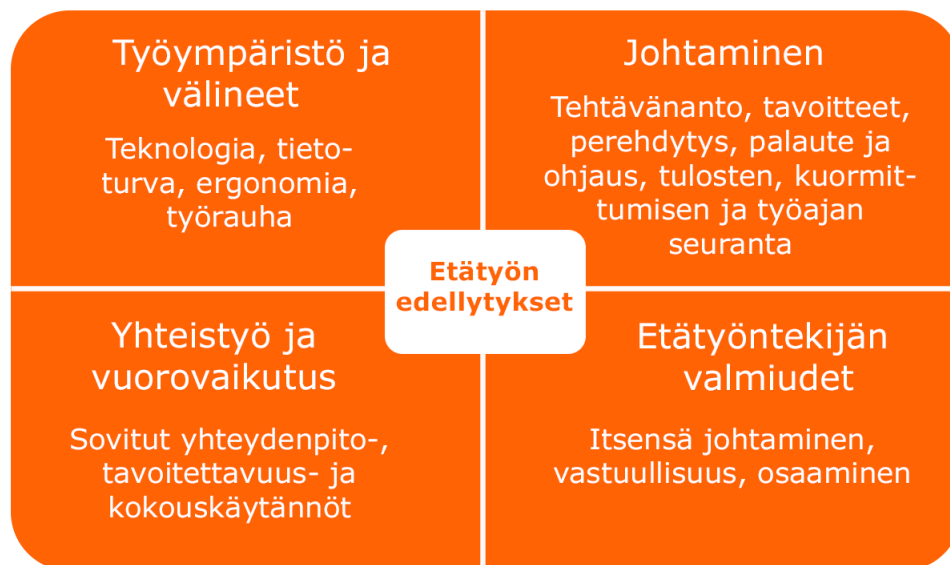 Työympäristö ja
välineet
Teknologia, tieto-
turva, ergonomia,
työrauha
Johtaminen
Tehtävänanto, tavoitteet,
perehdytys, palaute ja
ohjaus, tulosten, kuormit-
tumisen ja työajan
seuranta
Etätyön
edellytykset
Yhteistyö ja
vuorovaikutus
Sovitut yhteydenpito-,
tavoitettavuus- ja
kokouskäytännöt
Etätyöntekijän
valmiudet
Itsensä johtaminen,
vastuullisuus, osaaminen